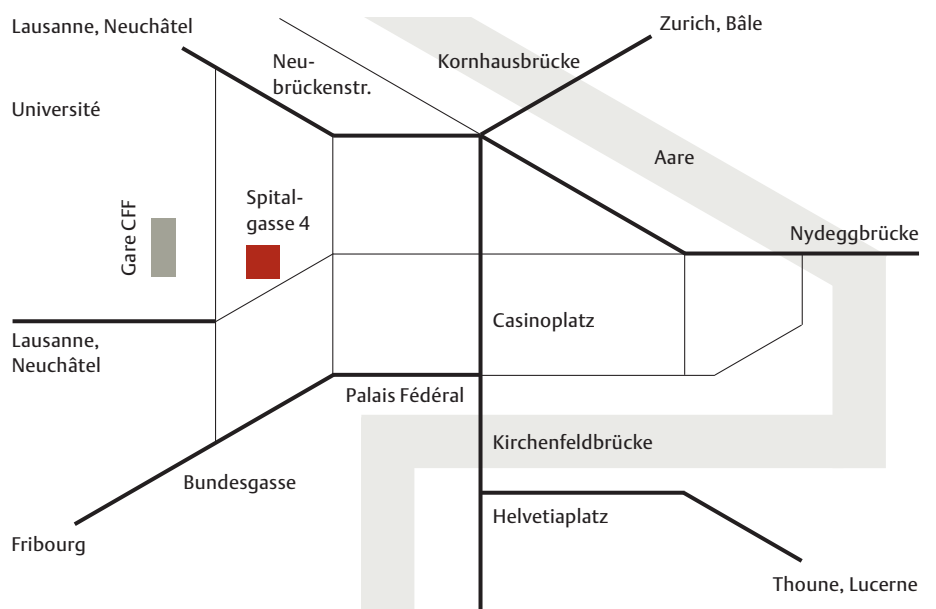 Lausanne, Neuchâtel
Zurich, Bâle
Neu-
brückenstr.
Kornhausbrücke
Université
Aare
Spital-
gasse 4
Gare CFF
Nydeggbrücke
Casinoplatz
Lausanne,
Neuchâtel
Palais Fédéral
Kirchenfeldbrücke
Bundesgasse
Helvetiaplatz
Fribourg
Thoune, Lucerne